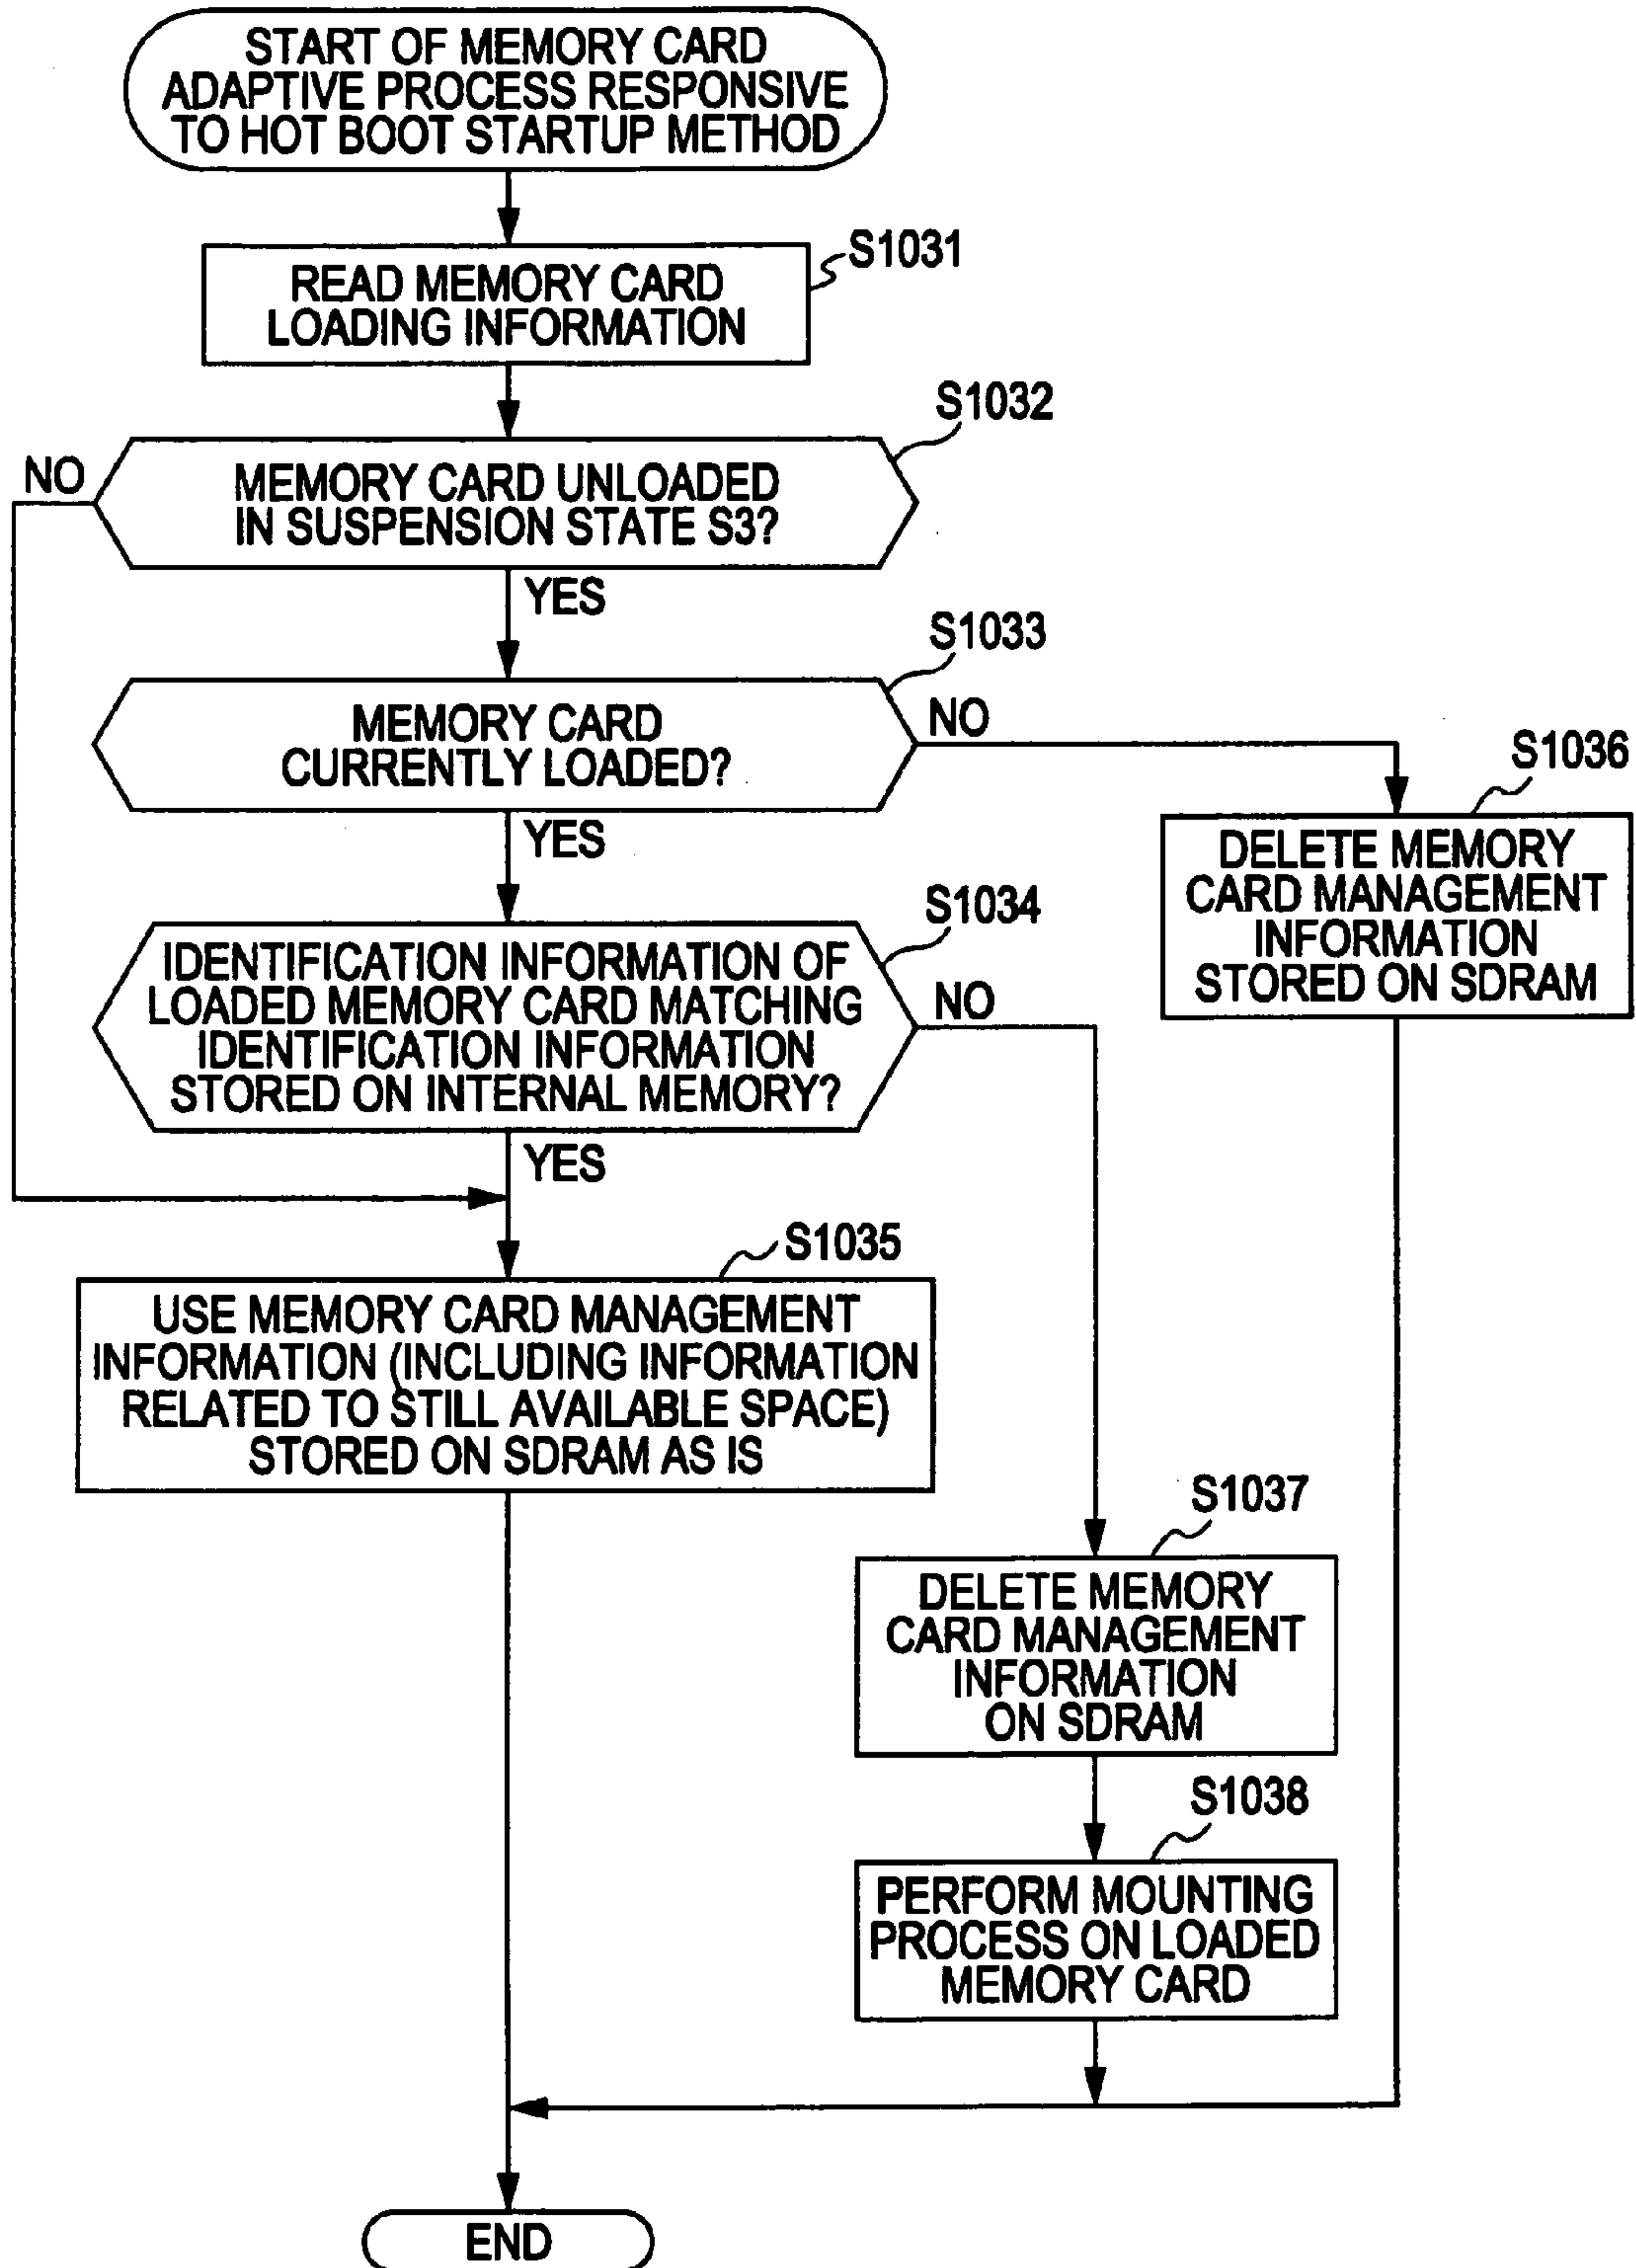 START OF MEMORY CARD
ADAPTIVE PROCESS RESPONSIVE
TO HOT BOOT STARTUP METHOD
S1031
READ MEMORY CARD
LOADING INFORMATION
S1032
NO
MEMORY CARD UNLOADED
IN SUSPENSION STATE S3?
YES
S1033
MEMORY CARD
CURRENTLY LOADED?
NO
YES
S1036
DELETE MEMORY
CARD MANAGEMENT
INFORMATION
STORED ON SDRAM
S1034
IDENTIFICATION INFORMATION OF
LOADED MEMORY CARD MATCHING
IDENTIFICATION INFORMATION
STORED ON INTERNAL MEMORY?
NO
YES
S1035
USE MEMORY CARD MANAGEMENT
INFORMATION (INCLUDING INFORMATION
RELATED TO STILL AVAILABLE SPACE)
STORED ON SDRAM AS IS
S1037
DELETE MEMORY
CARD MANAGEMENT
INFORMATION
ON SDRAM
S1038
PERFORM MOUNTING
PROCESS ON LOADED
MEMORY CARD
END